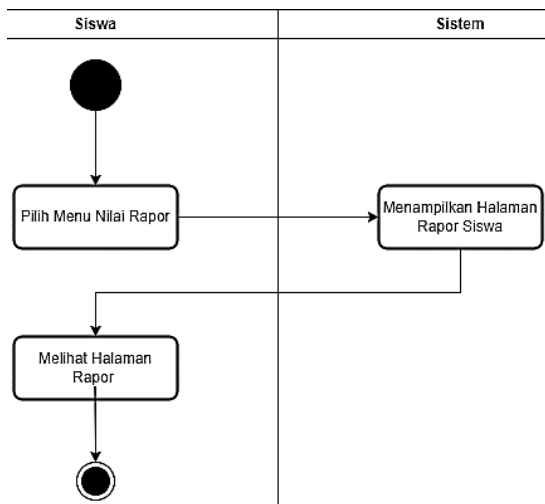 Siswa
Sistem
Pilih Menu Nilai Rapor
Menampilkan Halaman
Rapor Siswa
Melihat Halaman
Rapor